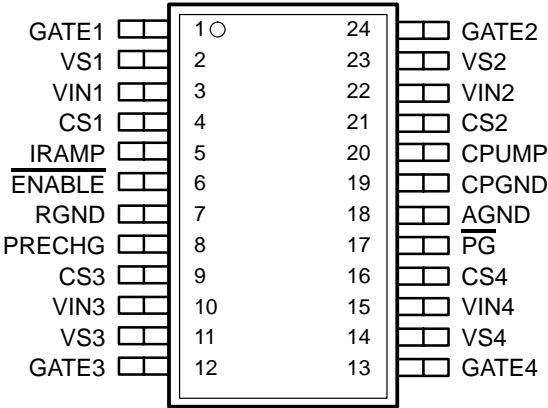 GATE1 1 24 GATE2
VS1 2 23 VS2
VIN1 3 22 VIN2
CS1 4 21 CS2
IRAMP 5 20 CPUMP
E̅N̅A̅B̅L̅E̅ 6 19 CPGND
RGND 7 18 AGND
PRECHG 8 17 P̅G̅
CS3 9 16 CS4
VIN3 10 15 VIN4
VS3 11 14 VS4
GATE3 12 13 GATE4